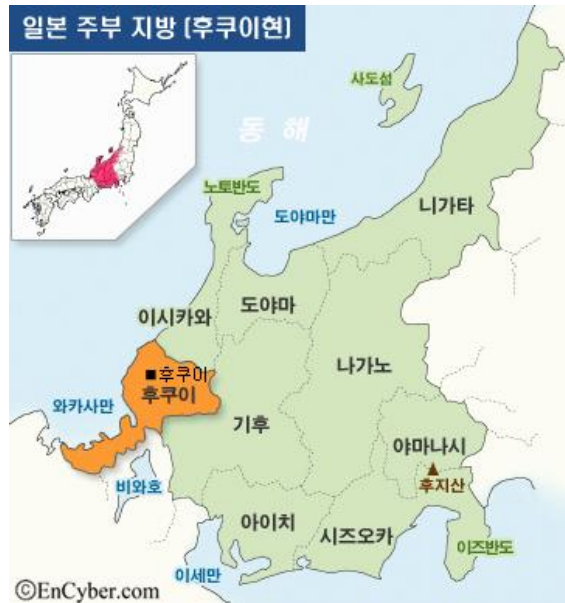 일본 주부 지방 [후쿠이현]
사도섬
동 해
노토반도
도야마만
니가타
이시카와
도야마
■후쿠이
후쿠이
나가노
와카사만
기후
야마나시
후지산
비와호
아이치
시즈오카
이즈반도
이세만
©EnCyber.com